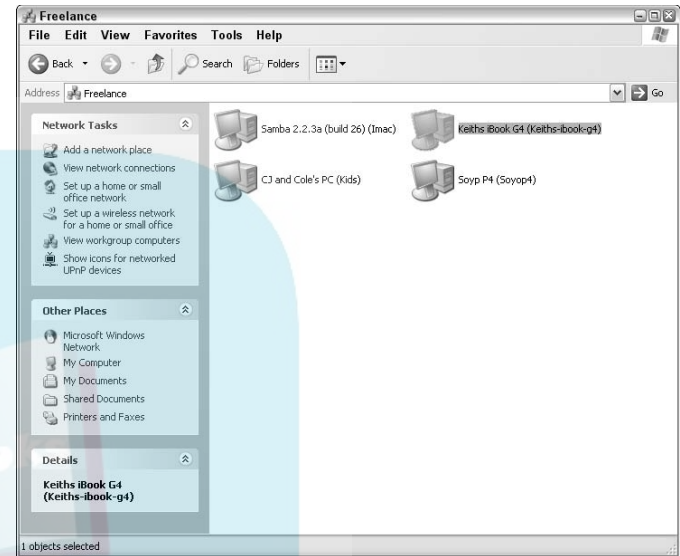 Freelance
File Edit View Favorites Tools Help
Back Search Folders
Address Freelance Go
Network Tasks
Add a network place
View network connections
Set up a home or small
office network
Set up a wireless network
for a home or small office
View workgroup computers
Show icons for networked
UPnP devices
Other Places
Microsoft Windows
Network
My Computer
My Documents
Shared Documents
Printers and Faxes
Details
Keiths iBook G4
(Keiths-ibook-g4)
Samba 2.2.3a (build 26) (Imac)
Keiths iBook G4 (Keiths-ibook-g4)
CJ and Cole's PC (Kids)
Soyp P4 (Soyop4)
1 objects selected